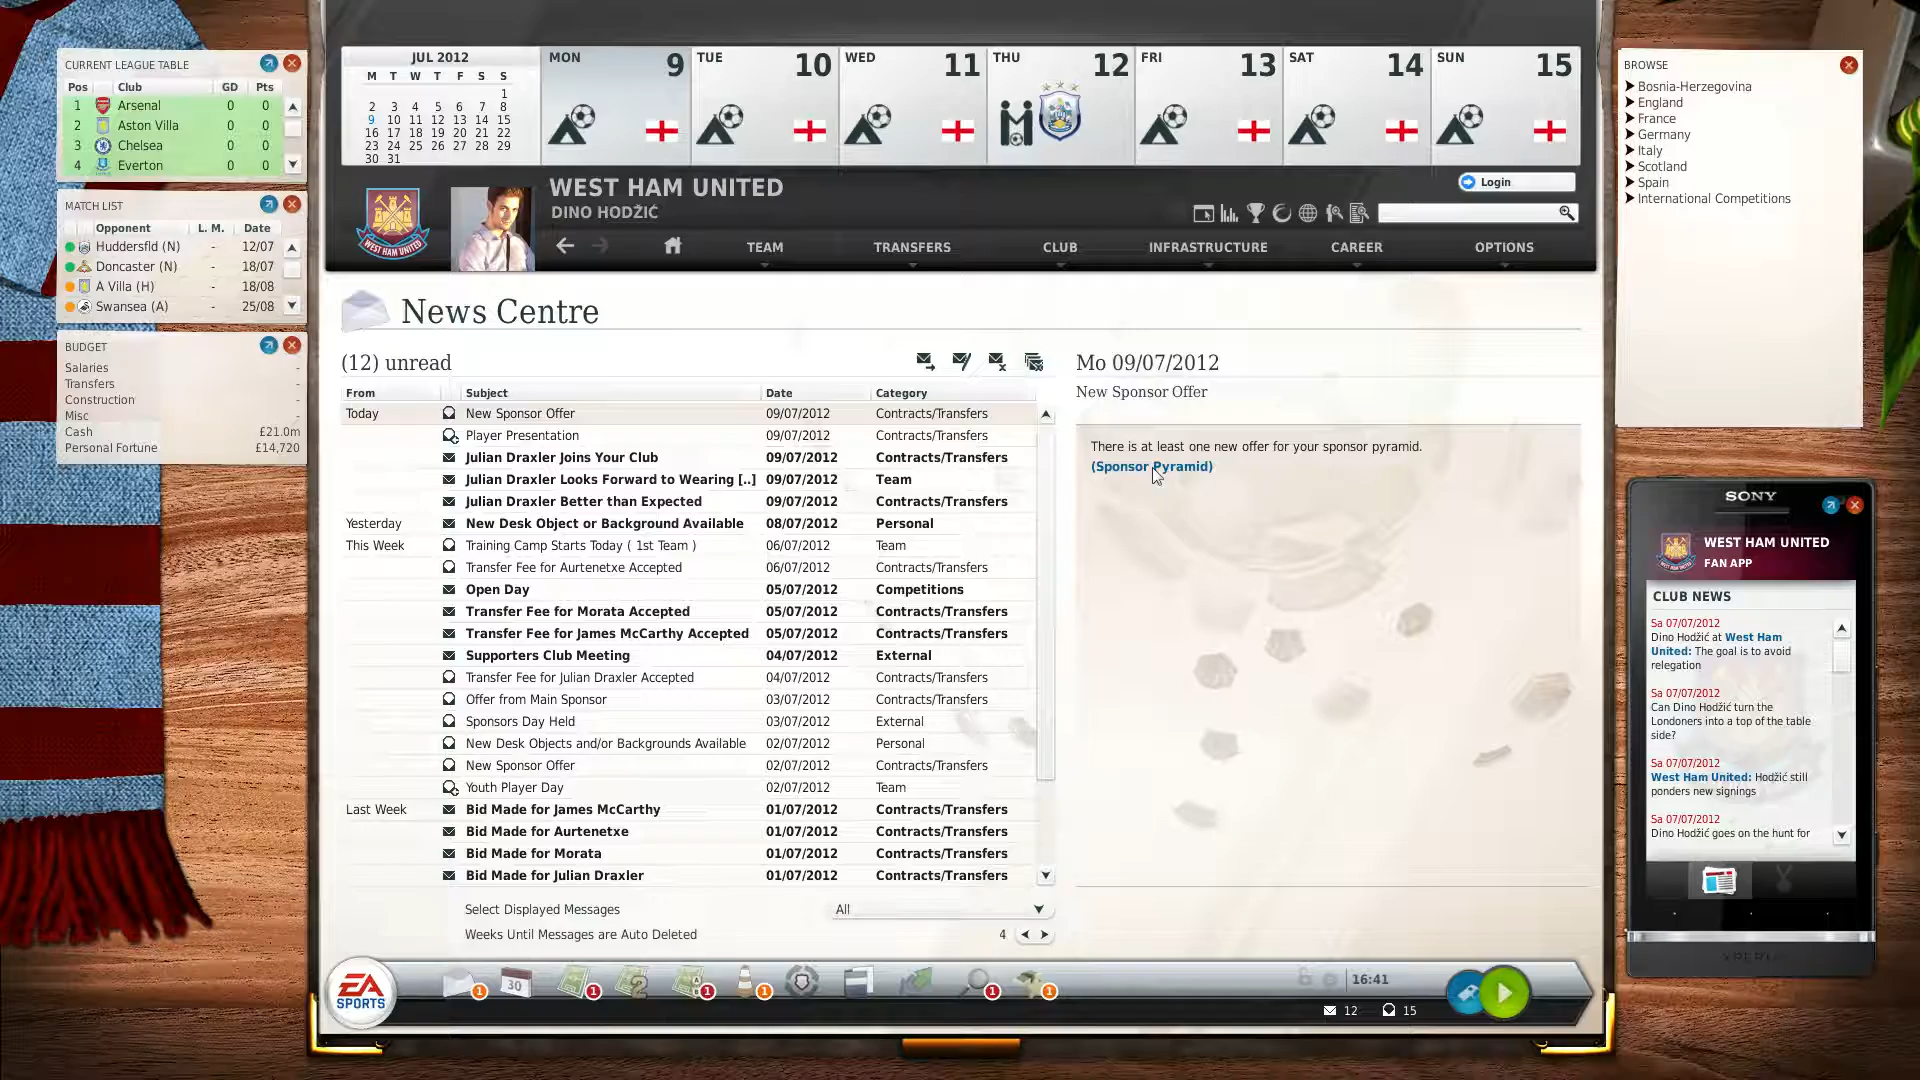 CURRENT LEAGUE TABLE
Pos Club GD Pts
1 Arsenal 0 0
2 Aston Villa 0 0
3 Chelsea 0 0
4 Everton 0 0
MATCH LIST
Opponent L. M. Date
Huddersfld (N) - 12/07
Doncaster (N) - 18/07
A Villa (H) - 18/08
Swansea (A) - 25/08
BUDGET
Salaries -
Transfers -
Construction -
Misc -
Cash £21.0m
Personal Fortune £14,720
JUL 2012
M T W T F S S
1
2 3 4 5 6 7 8
9 10 11 12 13 14 15
16 17 18 19 20 21 22
23 24 25 26 27 28 29
30 31
MON 9
TUE 10
WED 11
THU 12
FRI 13
SAT 14
SUN 15
WEST HAM UNITED
WEST HAM UNITED
DINO HODŽIĆ
Login
TEAM TRANSFERS CLUB INFRASTRUCTURE CAREER OPTIONS
News Centre
(12) unread
From Subject Date Category
Today New Sponsor Offer 09/07/2012 Contracts/Transfers
Player Presentation 09/07/2012 Contracts/Transfers
Julian Draxler Joins Your Club 09/07/2012 Contracts/Transfers
Julian Draxler Looks Forward to Wearing [..] 09/07/2012 Team
Julian Draxler Better than Expected 09/07/2012 Contracts/Transfers
Yesterday New Desk Object or Background Available 08/07/2012 Personal
This Week Training Camp Starts Today ( 1st Team ) 06/07/2012 Team
Transfer Fee for Aurtenetxe Accepted 06/07/2012 Contracts/Transfers
Open Day 05/07/2012 Competitions
Transfer Fee for Morata Accepted 05/07/2012 Contracts/Transfers
Transfer Fee for James McCarthy Accepted 05/07/2012 Contracts/Transfers
Supporters Club Meeting 04/07/2012 External
Transfer Fee for Julian Draxler Accepted 04/07/2012 Contracts/Transfers
Offer from Main Sponsor 03/07/2012 Contracts/Transfers
Sponsors Day Held 03/07/2012 External
New Desk Objects and/or Backgrounds Available 02/07/2012 Personal
New Sponsor Offer 02/07/2012 Contracts/Transfers
Youth Player Day 02/07/2012 Team
Last Week Bid Made for James McCarthy 01/07/2012 Contracts/Transfers
Bid Made for Aurtenetxe 01/07/2012 Contracts/Transfers
Bid Made for Morata 01/07/2012 Contracts/Transfers
Bid Made for Julian Draxler 01/07/2012 Contracts/Transfers
Select Displayed Messages All
Weeks Until Messages are Auto Deleted 4
Mo 09/07/2012
New Sponsor Offer
There is at least one new offer for your sponsor pyramid.
(Sponsor Pyramid)
EA
SPORTS
1
30
1
2
1
1
1
1
16:41
12 15
BROWSE
Bosnia-Herzegovina
England
France
Germany
Italy
Scotland
Spain
International Competitions
SONY
WEST HAM UNITED
FAN APP
CLUB NEWS
Sa 07/07/2012
Dino Hodžić at West Ham
United: The goal is to avoid
relegation
Sa 07/07/2012
Can Dino Hodžić turn the
Londoners into a top of the table
side?
Sa 07/07/2012
West Ham United: Hodžić still
ponders new signings
Sa 07/07/2012
Dino Hodžić goes on the hunt for
XPERIA